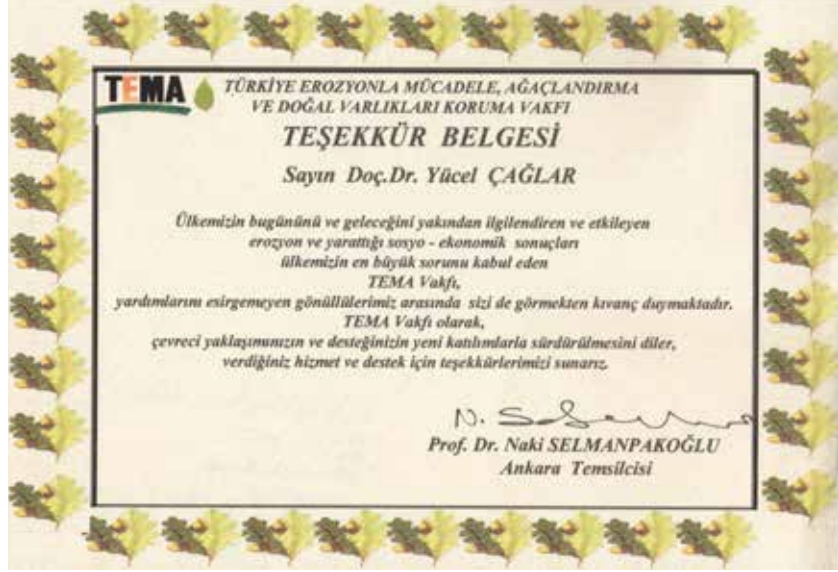 TEMA TÜRKİYE EROZYONLA MÜCADELE, AĞAÇLANDIRMA
VE DOĞAL VARLIKLARI KORUMA VAKFI
TEŞEKKÜR BELGESİ
Sayın Doç.Dr. Yücel ÇAĞLAR
Ülkemizin bugününü ve geleceğini yakından ilgilendiren ve etkileyen
erozyon ve yarattığı sosyo - ekonomik sonuçları
ülkemizin en büyük sorunu kabul eden
TEMA Vakfı,
yardımlarını esirgemeyen gönüllülerimiz arasında sizi de görmekten kıvanç duymaktadır.
TEMA Vakfı olarak,
çevreci yaklaşımınızın ve desteğinizin yeni katılımlarla sürdürülmesini diler,
verdiğiniz hizmet ve destek için teşekkürlerimizi sunarız.
Prof. Dr. Naki SELMANPAKOĞLU
Ankara Temsilcisi